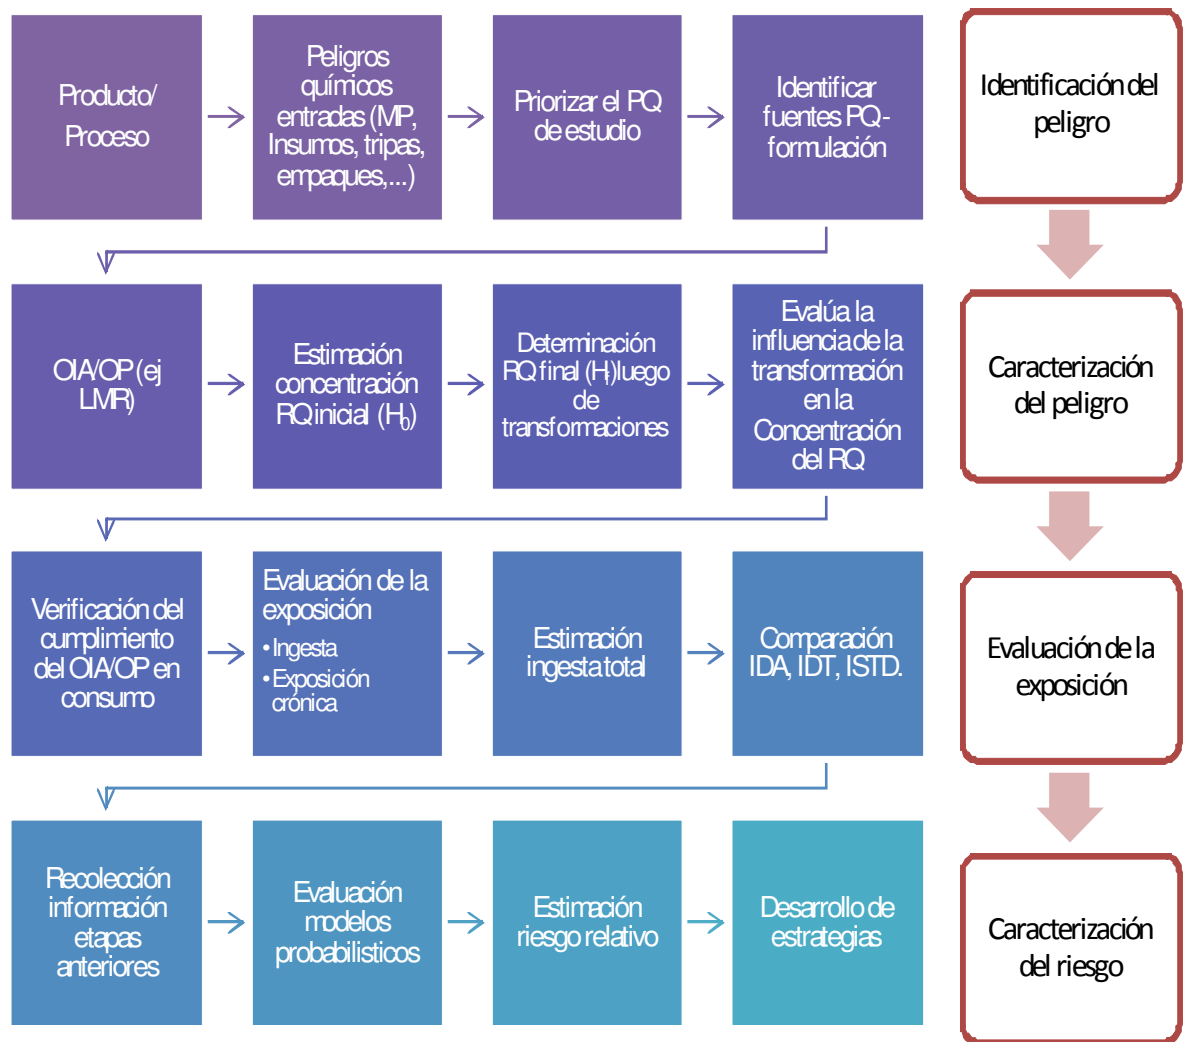 Producto/
Proceso
Peligros
químicos
entradas (MP,
Insumos, tripas,
empaques,...)
Priorizar el PQ
de estudio
Identificar
fuentes PQ -
formulación
Identificación del
peligro
OIA/OP (ej
LMR)
Estimación
concentración
RQ inicial (H0)
Determinación
RQ final (Hf) luego
de
transformaciones
Evalúa la
influencia de la
transformación
en la
Concentración
del RQ
Caracterización
del peligro
Verificación del
cumplimiento
del OIA/OP en
consumo
Evaluación de la
exposición
• Ingesta
• Exposición
crónica
Estimación
ingesta total
Comparación
IDA, IDT, ISTD.
Evaluación de la
exposición
Recolección
información
etapas
anteriores
Evaluación
modelos
probabilisticos
Estimación
riesgo relativo
Desarrollo de
estrategias
Caracterización
del riesgo